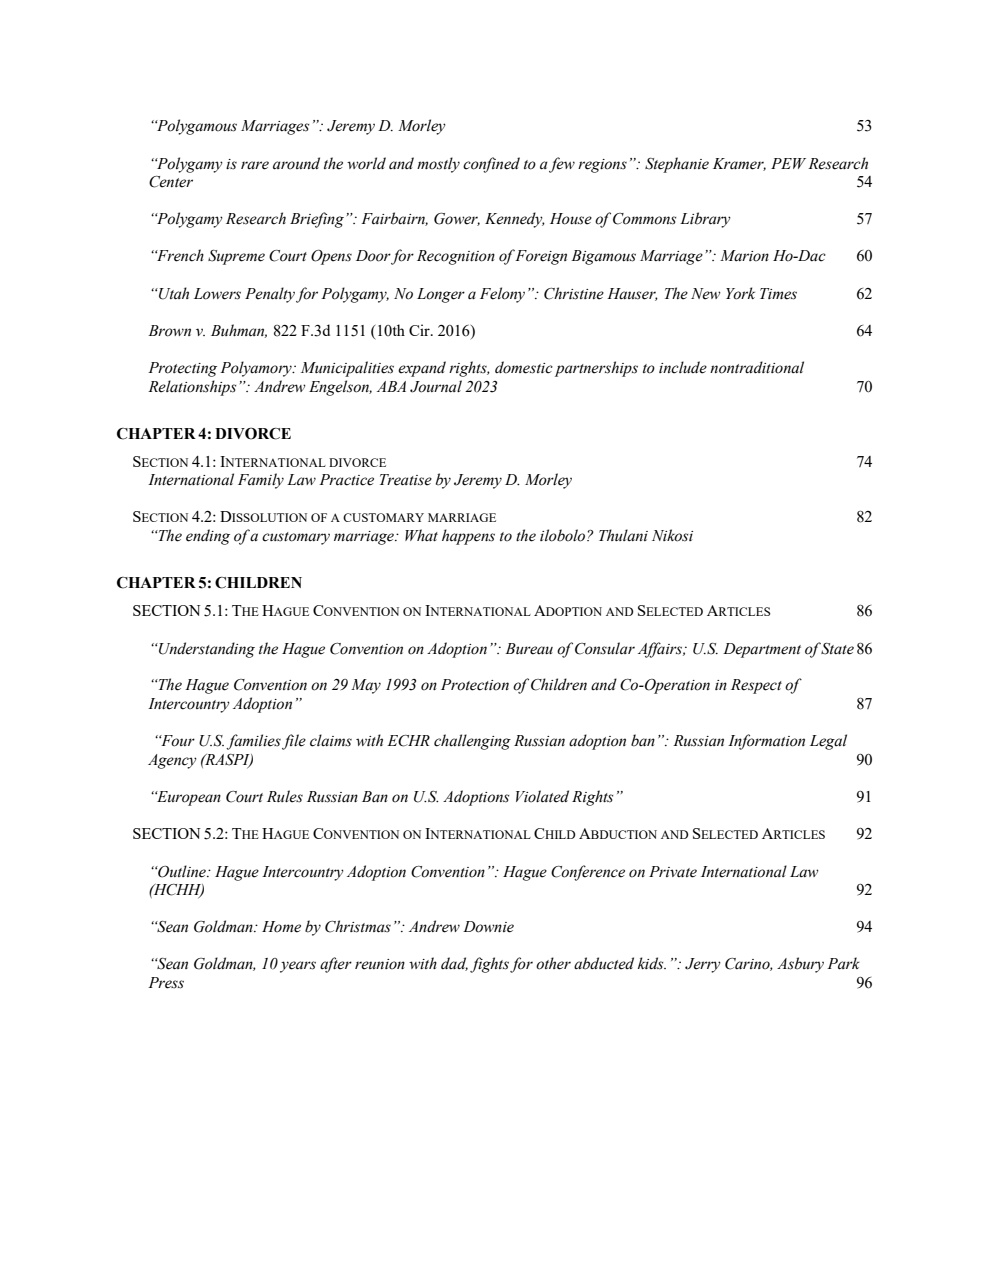 “Polygamous Marriages”: Jeremy D. Morley 53
“Polygamy is rare around the world and mostly confined to a few regions”: Stephanie Kramer, PEW Research
Center 54
“Polygamy Research Briefing”: Fairbairn, Gower, Kennedy, House of Commons Library 57
“French Supreme Court Opens Door for Recognition of Foreign Bigamous Marriage”: Marion Ho-Dac 60
“Utah Lowers Penalty for Polygamy, No Longer a Felony”: Christine Hauser, The New York Times 62
Brown v. Buhman, 822 F.3d 1151 (10th Cir. 2016) 64
Protecting Polyamory: Municipalities expand rights, domestic partnerships to include nontraditional
Relationships”: Andrew Engelson, ABA Journal 2023 70
CHAPTER 4: DIVORCE
SECTION 4.1: INTERNATIONAL DIVORCE 74
International Family Law Practice Treatise by Jeremy D. Morley
SECTION 4.2: DISSOLUTION OF A CUSTOMARY MARRIAGE 82
“The ending of a customary marriage: What happens to the ilobolo? Thulani Nikosi
CHAPTER 5: CHILDREN
SECTION 5.1: THE HAGUE CONVENTION ON INTERNATIONAL ADOPTION AND SELECTED ARTICLES 86
“Understanding the Hague Convention on Adoption”: Bureau of Consular Affairs; U.S. Department of State 86
“The Hague Convention on 29 May 1993 on Protection of Children and Co-Operation in Respect of
Intercountry Adoption” 87
“Four U.S. families file claims with ECHR challenging Russian adoption ban”: Russian Information Legal
Agency (RASPI) 90
“European Court Rules Russian Ban on U.S. Adoptions Violated Rights” 91
SECTION 5.2: THE HAGUE CONVENTION ON INTERNATIONAL CHILD ABDUCTION AND SELECTED ARTICLES 92
“Outline: Hague Intercountry Adoption Convention”: Hague Conference on Private International Law
(HCHH) 92
“Sean Goldman: Home by Christmas”: Andrew Downie 94
“Sean Goldman, 10 years after reunion with dad, fights for other abducted kids.”: Jerry Carino, Asbury Park
Press 96